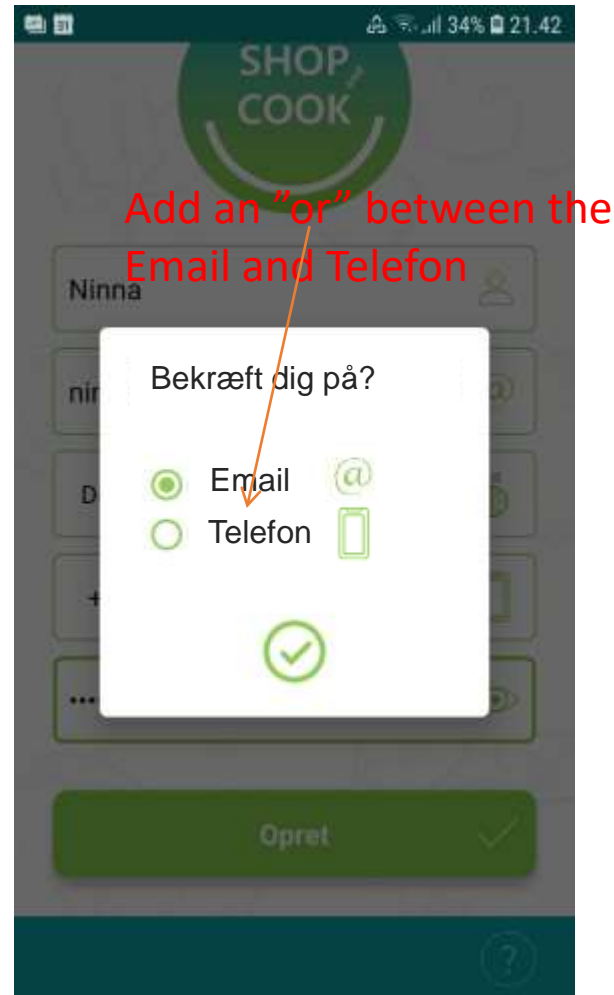 34% 21.42
SHOP
COOK
Add an ”or” between the
Email and Telefon
Ninna
Bekræft dig på?
nir
@
D
Email @
Telefon
+
••••
Opret
?